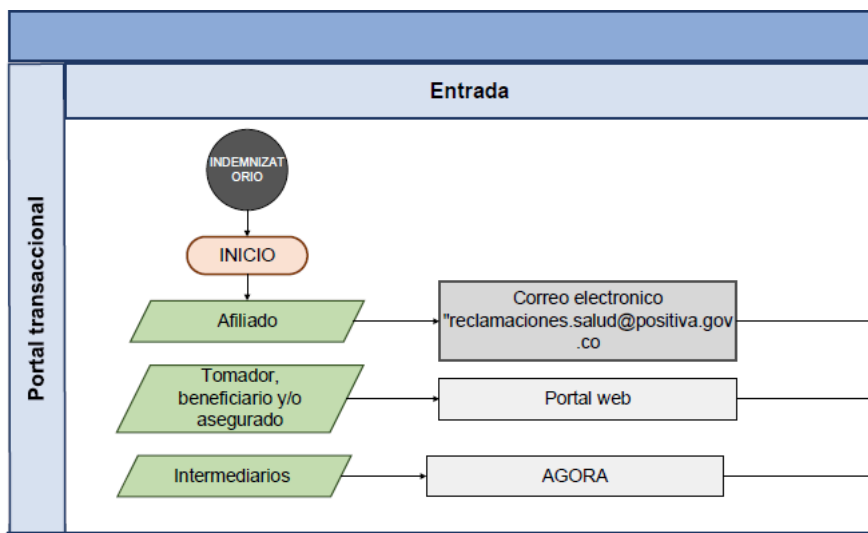 Entrada
Portal transaccional
INDEMNIZAT
ORIO
INICIO
Afiliado
Correo electronico
"reclamaciones.salud@positiva.gov
.co
Tomador,
beneficiario y/o
asegurado
Portal web
Intermediarios
AGORA